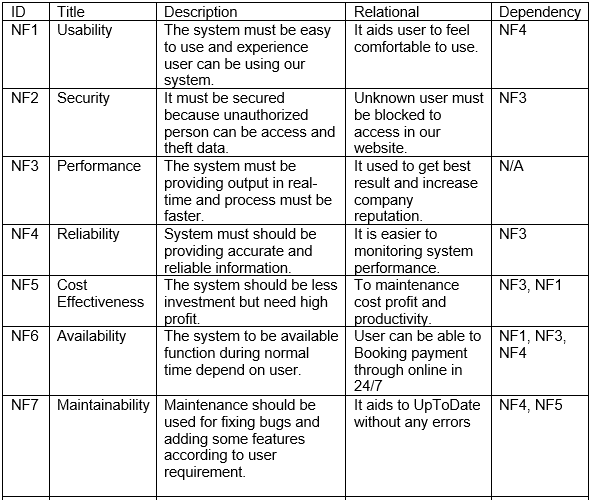 ID Title Description Relational Dependency
NF1 Usability The system must be easy It aids user to feel NF4
to use and experience comfortable to use.
user can be using our
system.
NF2 Security It must be secured Unknown user must NF3
because unauthorized be blocked to
person can be access and access in our
theft data. website.
NF3 Performance The system must be It used to get best N/A
providing output in real- result and increase
time and process must be company
faster. reputation.
NF4 Reliability System must should be It is easier to NF3
providing accurate and monitoring system
reliable information. performance.
NF5 Cost The system should be less To maintenance NF3, NF1
Effectiveness investment but need high cost profit and
profit. productivity.
NF6 Availability The system to be available User can be able to NF1, NF3,
function during normal Booking payment NF4
time depend on user. through online in
24/7
NF7 Maintainability Maintenance should be It aids to UpToDate NF4, NF5
used for fixing bugs and without any errors
adding some features
according to user
requirement.